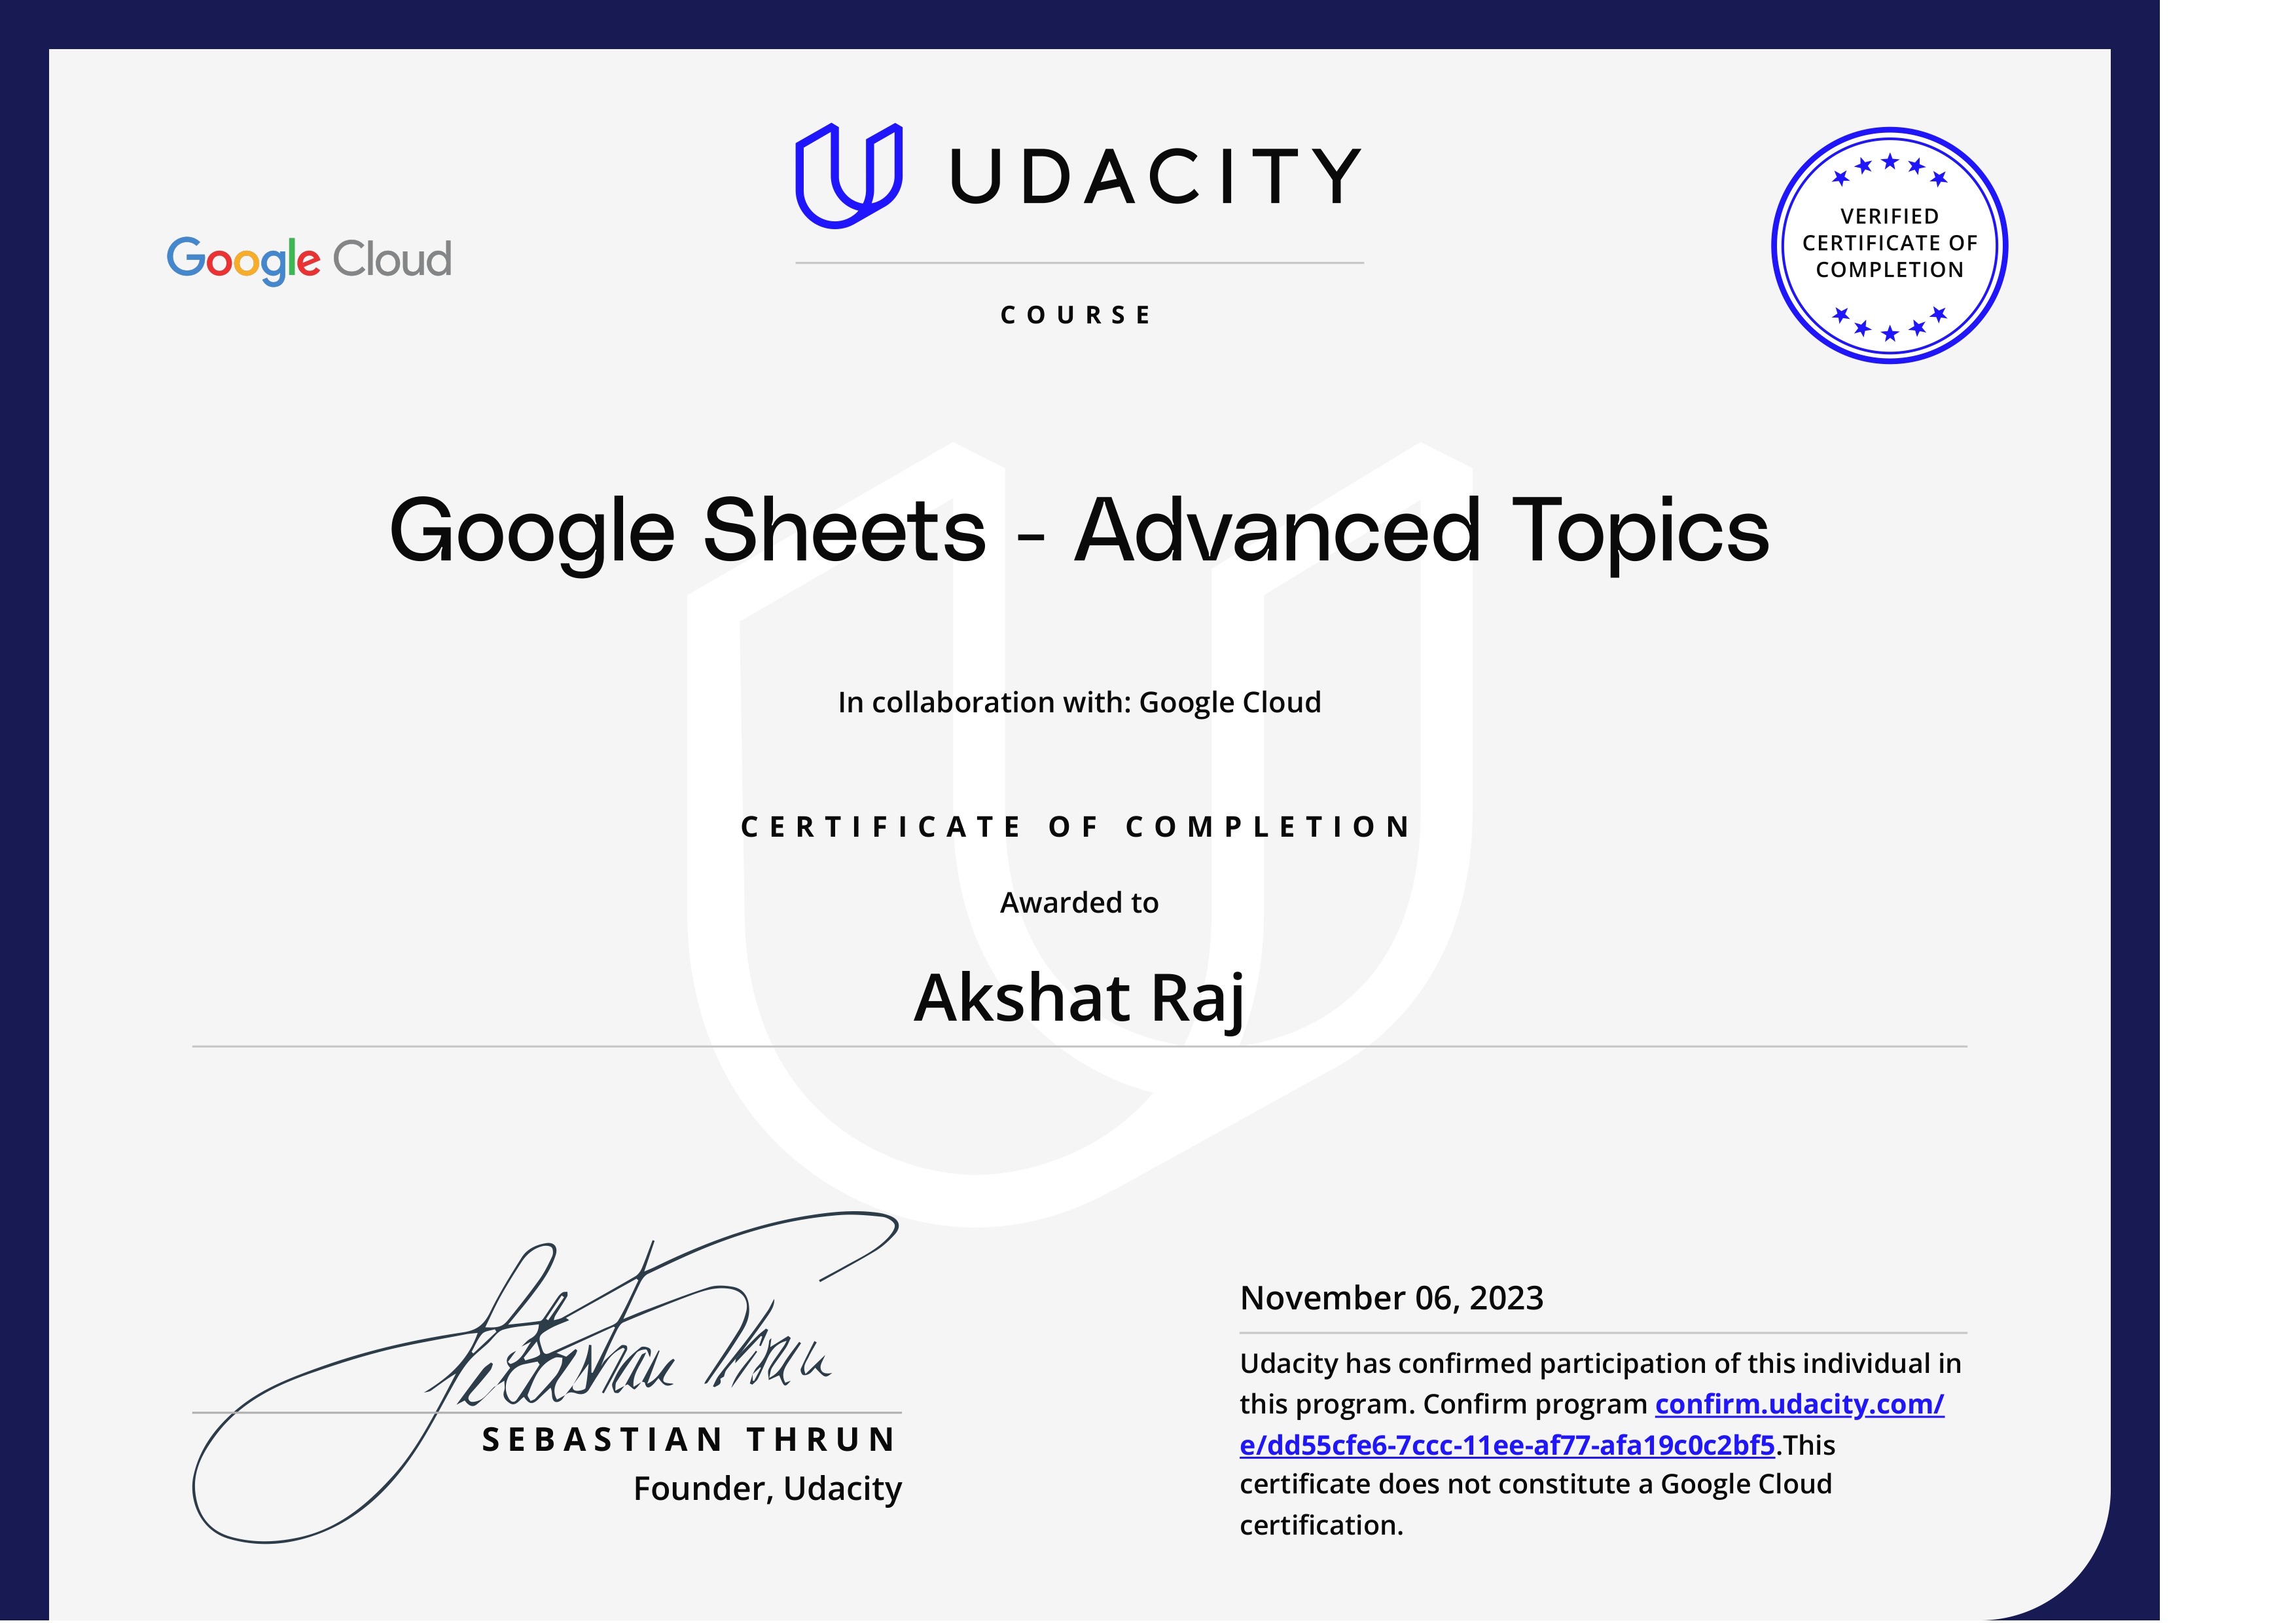 UDACITY
Google Cloud
VERIFIED
CERTIFICATE OF
COMPLETION
COURSE
Google Sheets - Advanced Topics
In collaboration with: Google Cloud
CERTIFICATE OF COMPLETION
Awarded to
Akshat Raj
Sebastian Thrun
SEBASTIAN THRUN
Founder, Udacity
November 06, 2023
Udacity has confirmed participation of this individual in
this program. Confirm program confirm.udacity.com/
e/dd55cfe6-7ccc-11ee-af77-afa19c0c2bf5.This
certificate does not constitute a Google Cloud
certification.